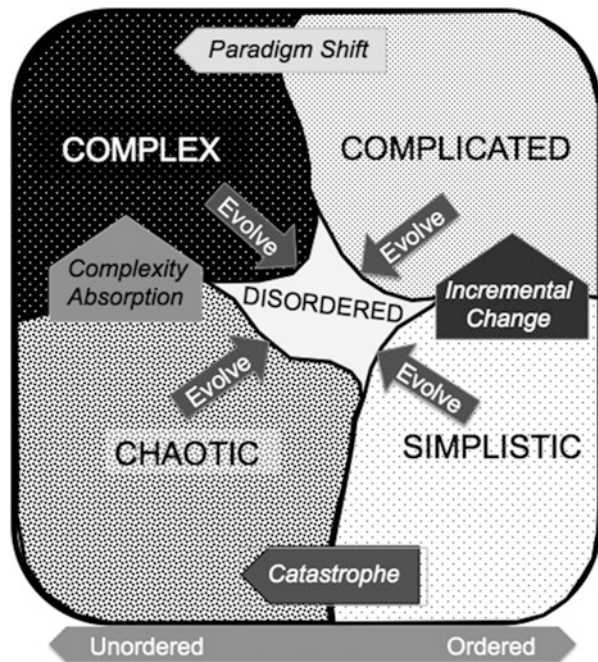 Paradigm Shift
COMPLEX
COMPLICATED
Evolve
Evolve
Complexity
Absorption
DISORDERED
Incremental
Change
Evolve
Evolve
CHAOTIC
SIMPLISTIC
Catastrophe
Unordered
Ordered